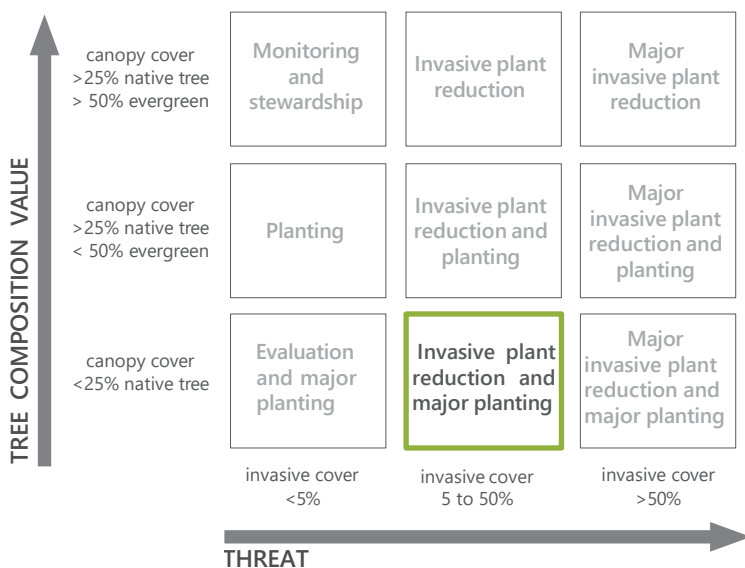 TREE COMPOSITION VALUE
canopy cover
>25% native tree
> 50% evergreen
Monitoring
and
stewardship
Invasive plant
reduction
Major
invasive plant
reduction
canopy cover
>25% native tree
< 50% evergreen
Planting
Invasive plant
reduction and
planting
Major
invasive plant
reduction and
planting
canopy cover
<25% native tree
Evaluation
and major
planting
Invasive plant
reduction and
major planting
Major
invasive plant
reduction and
major planting
invasive cover
<5%
invasive cover
5 to 50%
invasive cover
>50%
THREAT